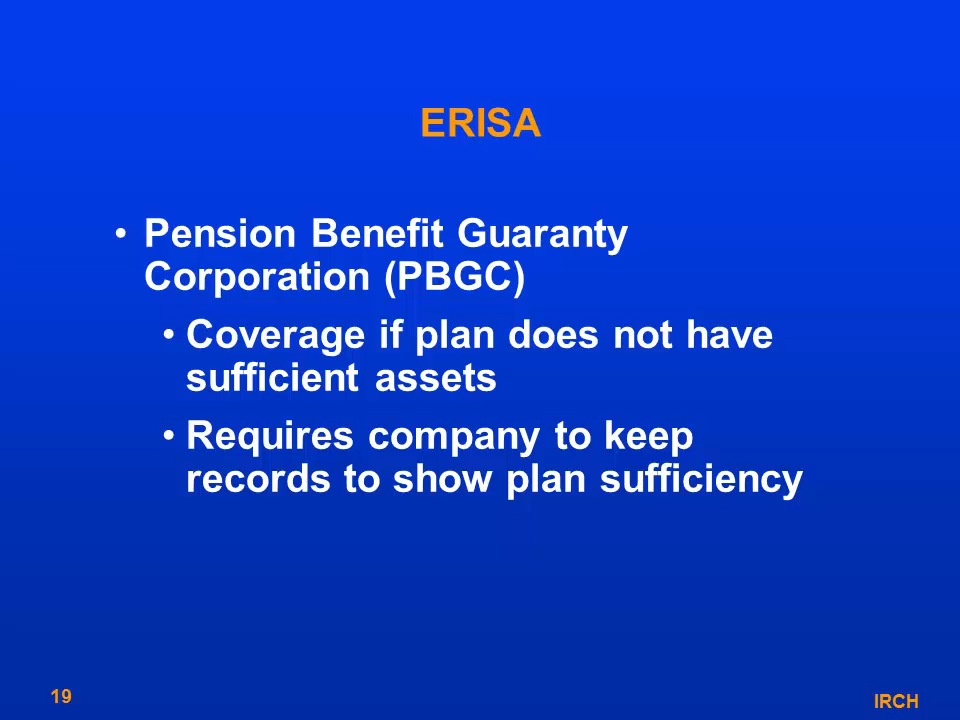 ERISA
• Pension Benefit Guaranty
Corporation (PBGC)
• Coverage if plan does not have
sufficient assets
• Requires company to keep
records to show plan sufficiency
19
IRCH